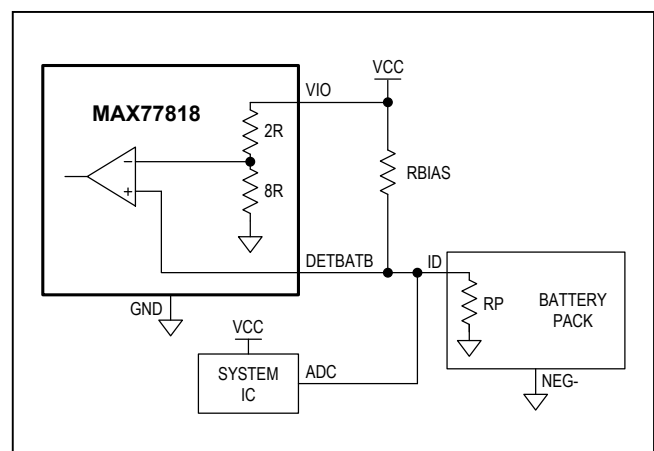 VCC
VIO
MAX77818
2R
−
RBIAS
+
8R
DETBATB
ID
GND
RP
BATTERY
PACK
VCC
SYSTEM
IC
ADC
NEG-